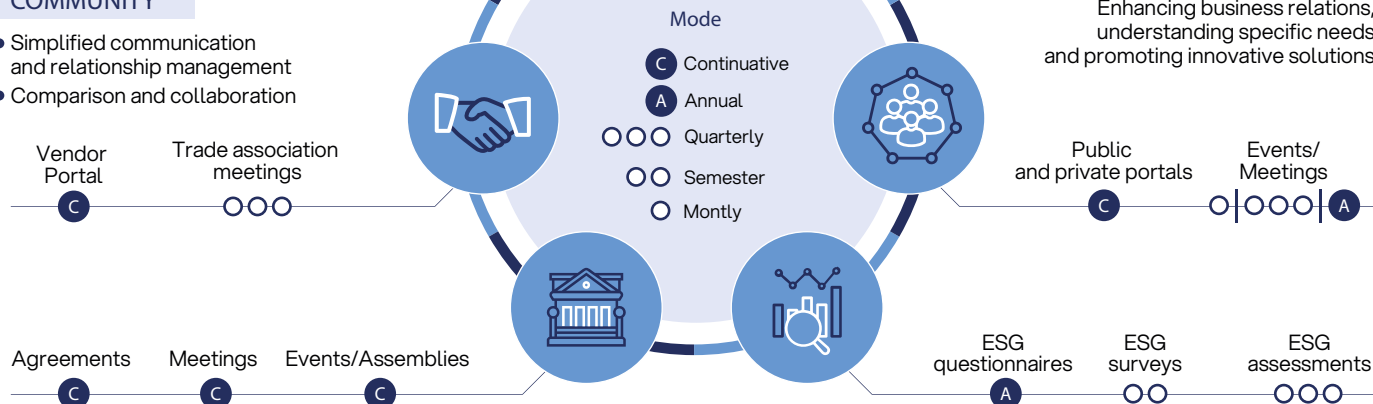 COMMUNITY
• Simplified communication
and relationship management
• Comparison and collaboration
Vendor
Portal
C
Trade association
meetings
Mode
C Continuative
A Annual
Quarterly
Semester
Montly
Enhancing business relations,
understanding specific needs
and promoting innovative solutions
Public
and private portals
C
Events/
Meetings
A
Agreements
C
Meetings
C
Events/Assemblies
C
ESG
questionnaires
A
ESG
surveys
ESG
assessments